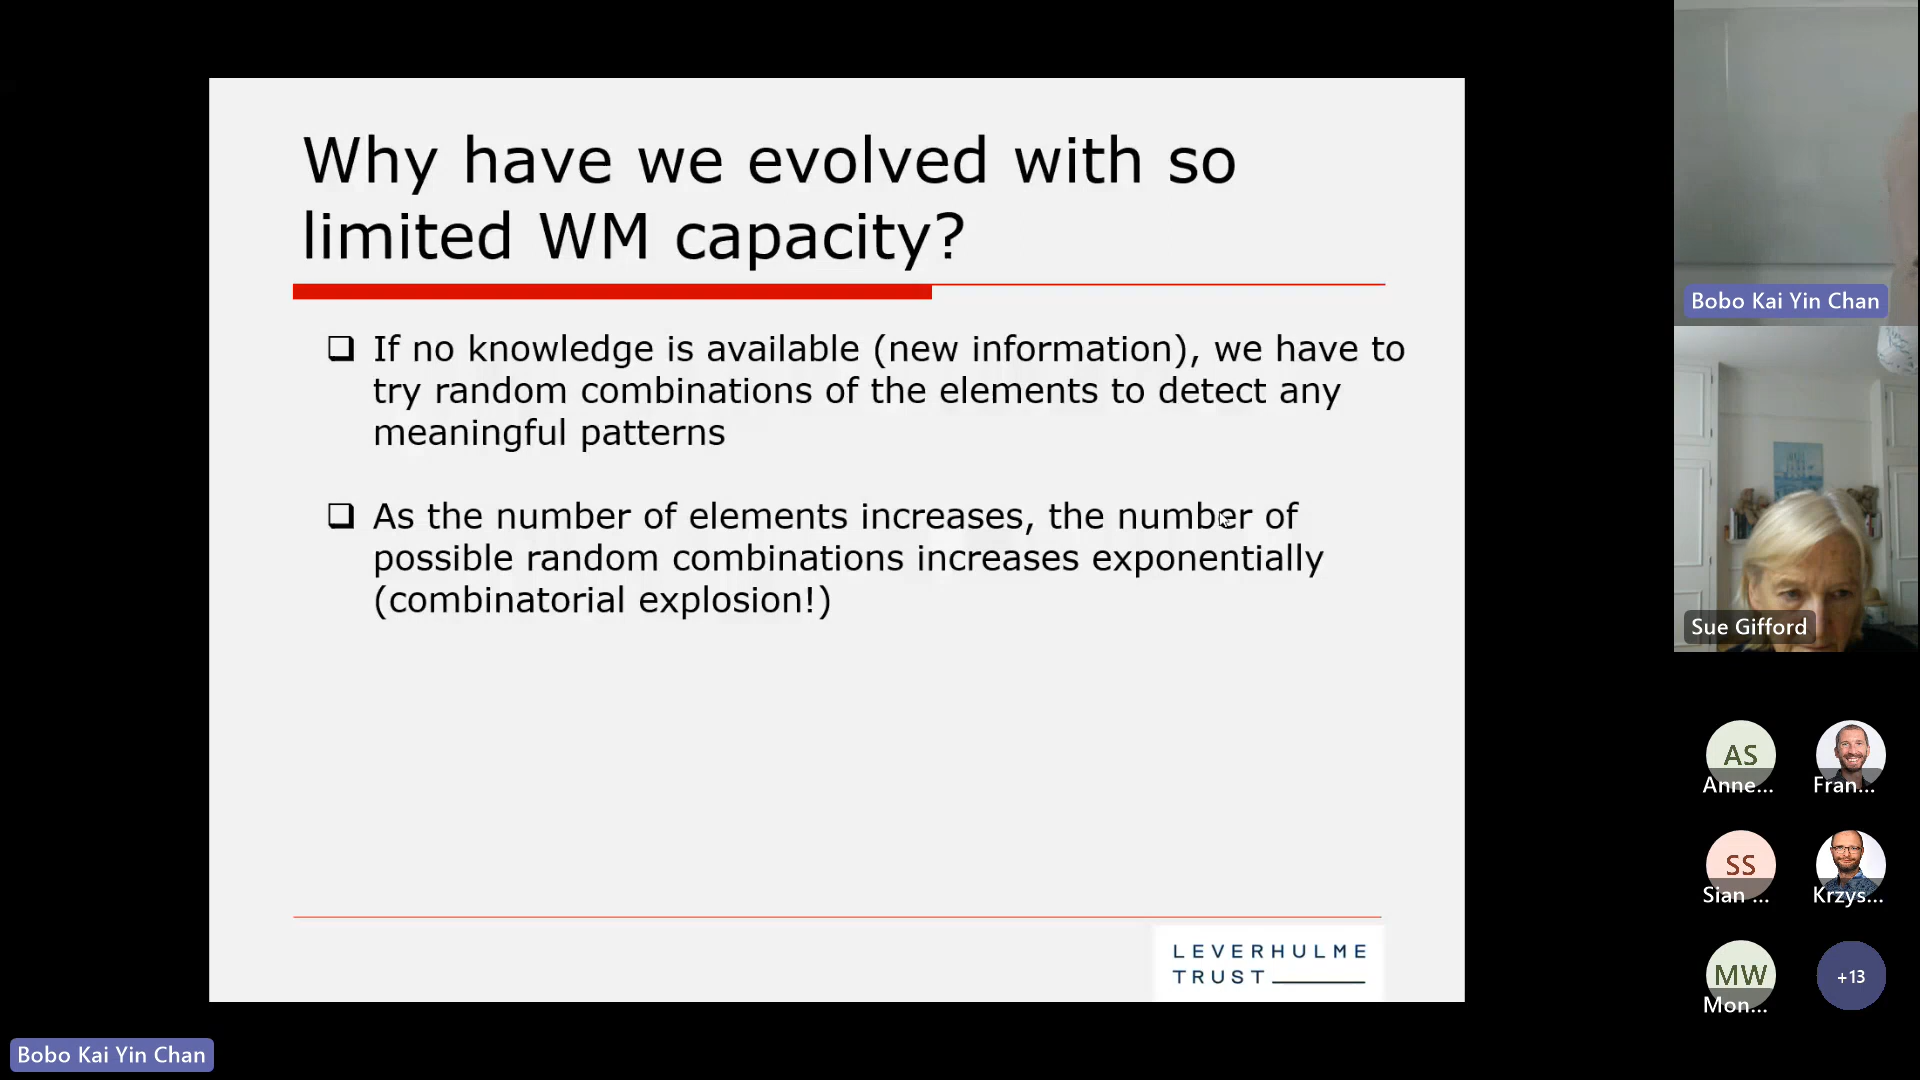 Why have we evolved with so
limited WM capacity?
❑ If no knowledge is available (new information), we have to
try random combinations of the elements to detect any
meaningful patterns
❑ As the number of elements increases, the number of
possible random combinations increases exponentially
(combinatorial explosion!)
LEVERHULME
TRUST
Bobo Kai Yin Chan
Bobo Kai Yin Chan
Sue Gifford
AS
Anne...
Fran...
SS
Sian ...
Krzys...
MW
Mon...
+13